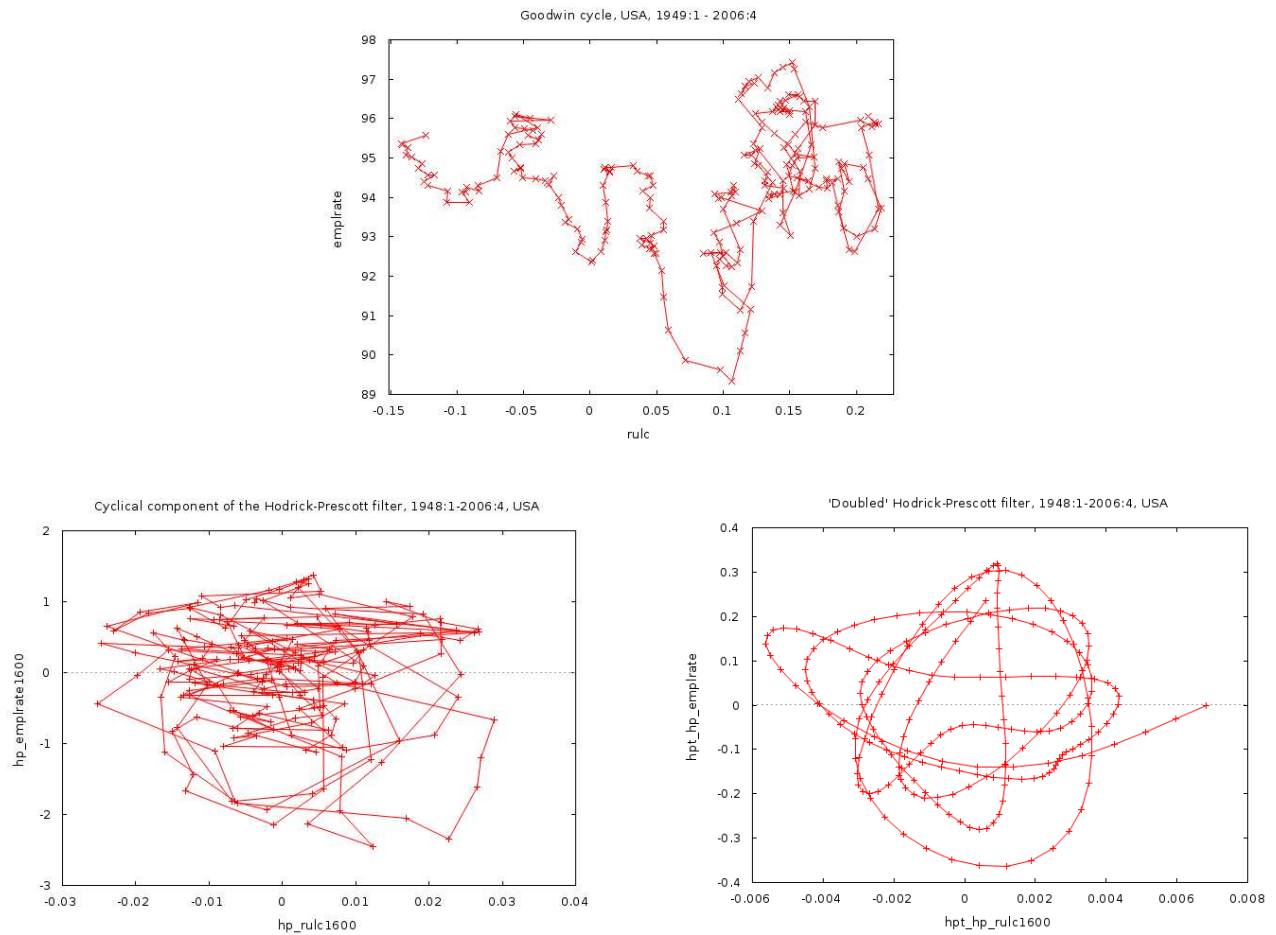 Goodwin cycle, USA, 1949:1 - 2006:4
98
97
96
95
94
93
92
91
90
89
emplrate
-0.15 -0.1 -0.05 0 0.05 0.1 0.15 0.2
rulc
Cyclical component of the Hodrick-Prescott filter, 1948:1-2006:4, USA
2
1
0
-1
-2
-3
hp_emplrate1600
-0.03 -0.02 -0.01 0 0.01 0.02 0.03 0.04
hp_rulc1600
'Doubled' Hodrick-Prescott filter, 1948:1-2006:4, USA
0.4
0.3
0.2
0.1
0
-0.1
-0.2
-0.3
-0.4
hpt_hp_emplrate
-0.006 -0.004 -0.002 0 0.002 0.004 0.006 0.008
hpt_hp_rulc1600